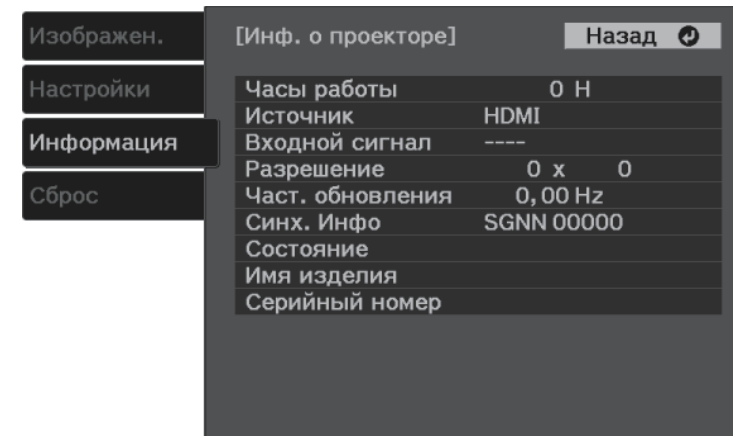 Изображен.
Настройки
Информация
Сброс
[Инф. о проекторе]
Назад
Часы работы 0 H
Источник HDMI
Входной сигнал ----
Разрешение 0 x 0
Част. обновления 0,00 Hz
Синх. Инфо SGNN 00000
Состояние
Имя изделия
Серийный номер